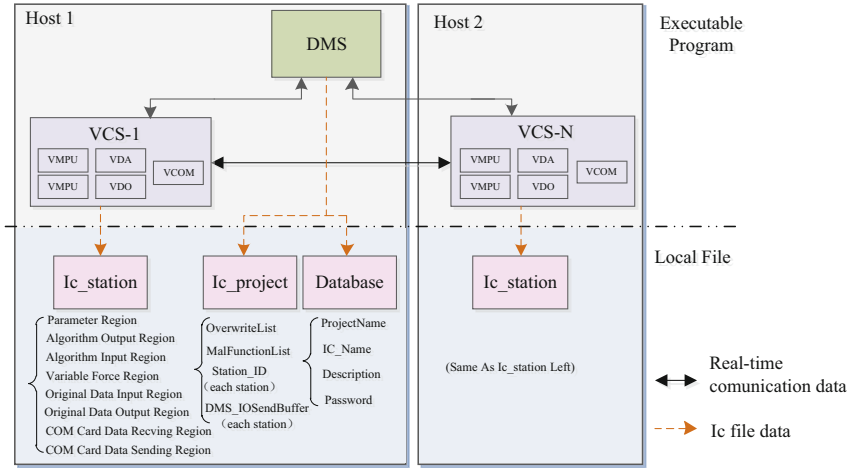 Host 1
DMS
VCS-1
VMPU
VDA
VMPU
VDO
VCOM
Ic_station
Ic_project
Database
Parameter Region
Algorithm Output Region
Algorithm Input Region
Variable Force Region
Original Data Input Region
Original Data Output Region
COM Card Data Recving Region
COM Card Data Sending Region
OverwriteList
MalFunctionList
Station_ID
(each station)
DMS_IOSendBuffer
(each station)
ProjectName
IC_Name
Description
Password
Host 2
VCS-N
VMPU
VDA
VMPU
VDO
VCOM
Ic_station
(Same As Ic_station Left)
Executable
Program
Local File
Real-time
comunication data
Ic file data